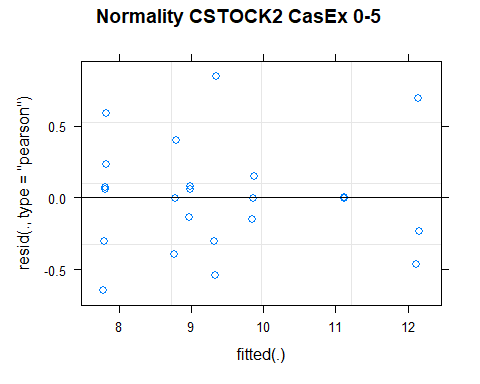 Normality CSTOCK2 CasEx 0-5
resid(., type = "pearson")
0.5
0.0
-0.5
8 9 10 11 12
fitted(.)